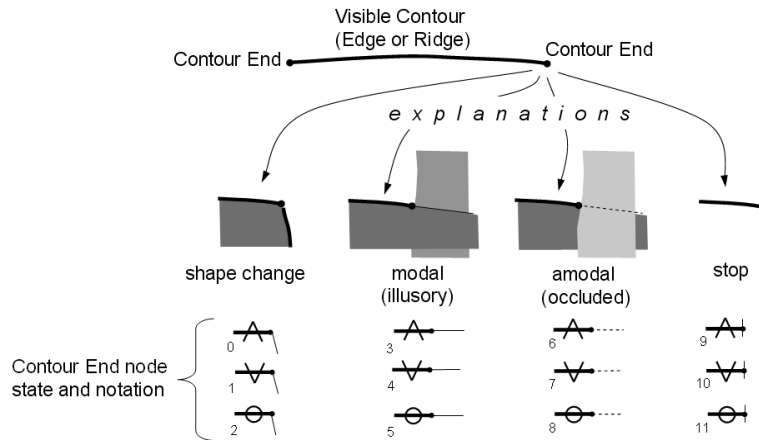 Visible Contour
(Edge or Ridge)
Contour End
Contour End
explanations
shape change
modal
(illusory)
amodal
(occluded)
stop
Contour End node
state and notation
0
3
6
9
1
4
7
10
2
5
8
11